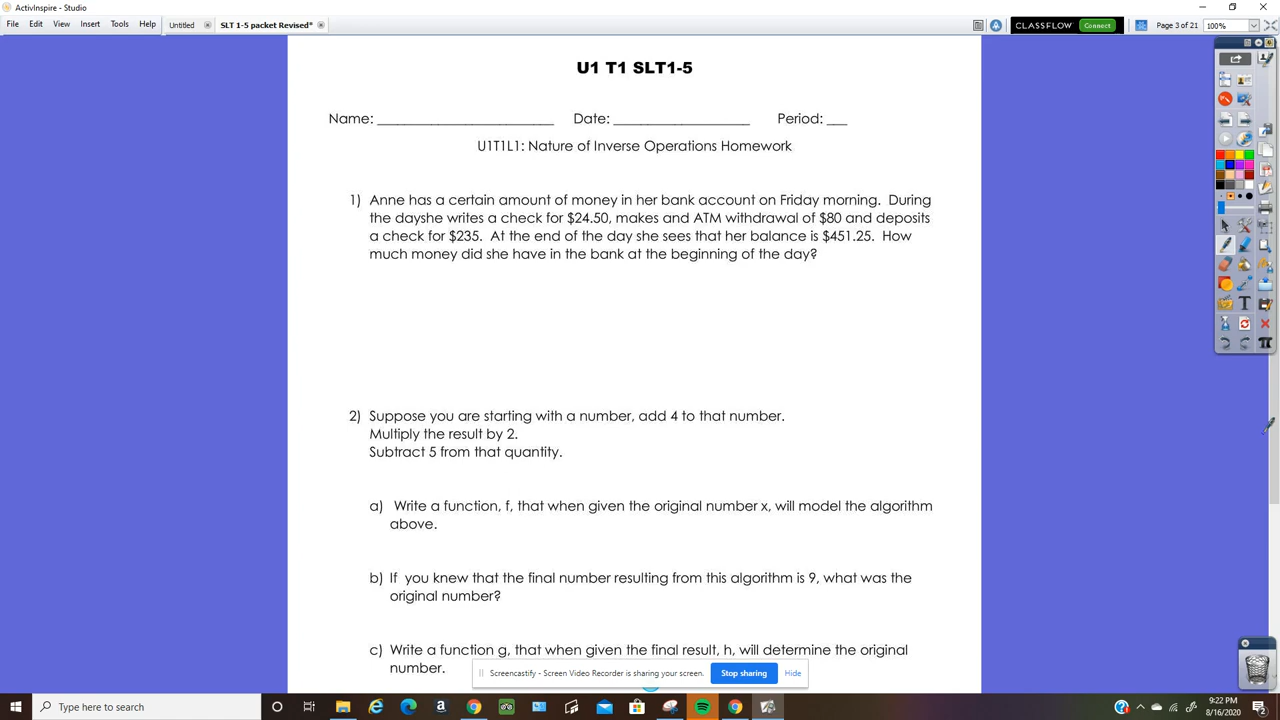 ActivInspire - Studio
File Edit View Insert Tools Help Untitled SLT 1-5 packet Revised* CLASSFLOW Connect Page 3 of 21 100%
U1 T1 SLT1-5
Name: ______________________ Date: _________________ Period: ___
U1T1L1: Nature of Inverse Operations Homework
1) Anne has a certain amount of money in her bank account on Friday morning. During
the dayshe writes a check for $24.50, makes and ATM withdrawal of $80 and deposits
a check for $235. At the end of the day she sees that her balance is $451.25. How
much money did she have in the bank at the beginning of the day?
2) Suppose you are starting with a number, add 4 to that number.
Multiply the result by 2.
Subtract 5 from that quantity.
a) Write a function, f, that when given the original number x, will model the algorithm
above.
b) If you knew that the final number resulting from this algorithm is 9, what was the
original number?
c) Write a function g, that when given the final result, h, will determine the original
number.
Screencastify - Screen Video Recorder is sharing your screen. Stop sharing Hide
Type here to search
9:22 PM
8/16/2020